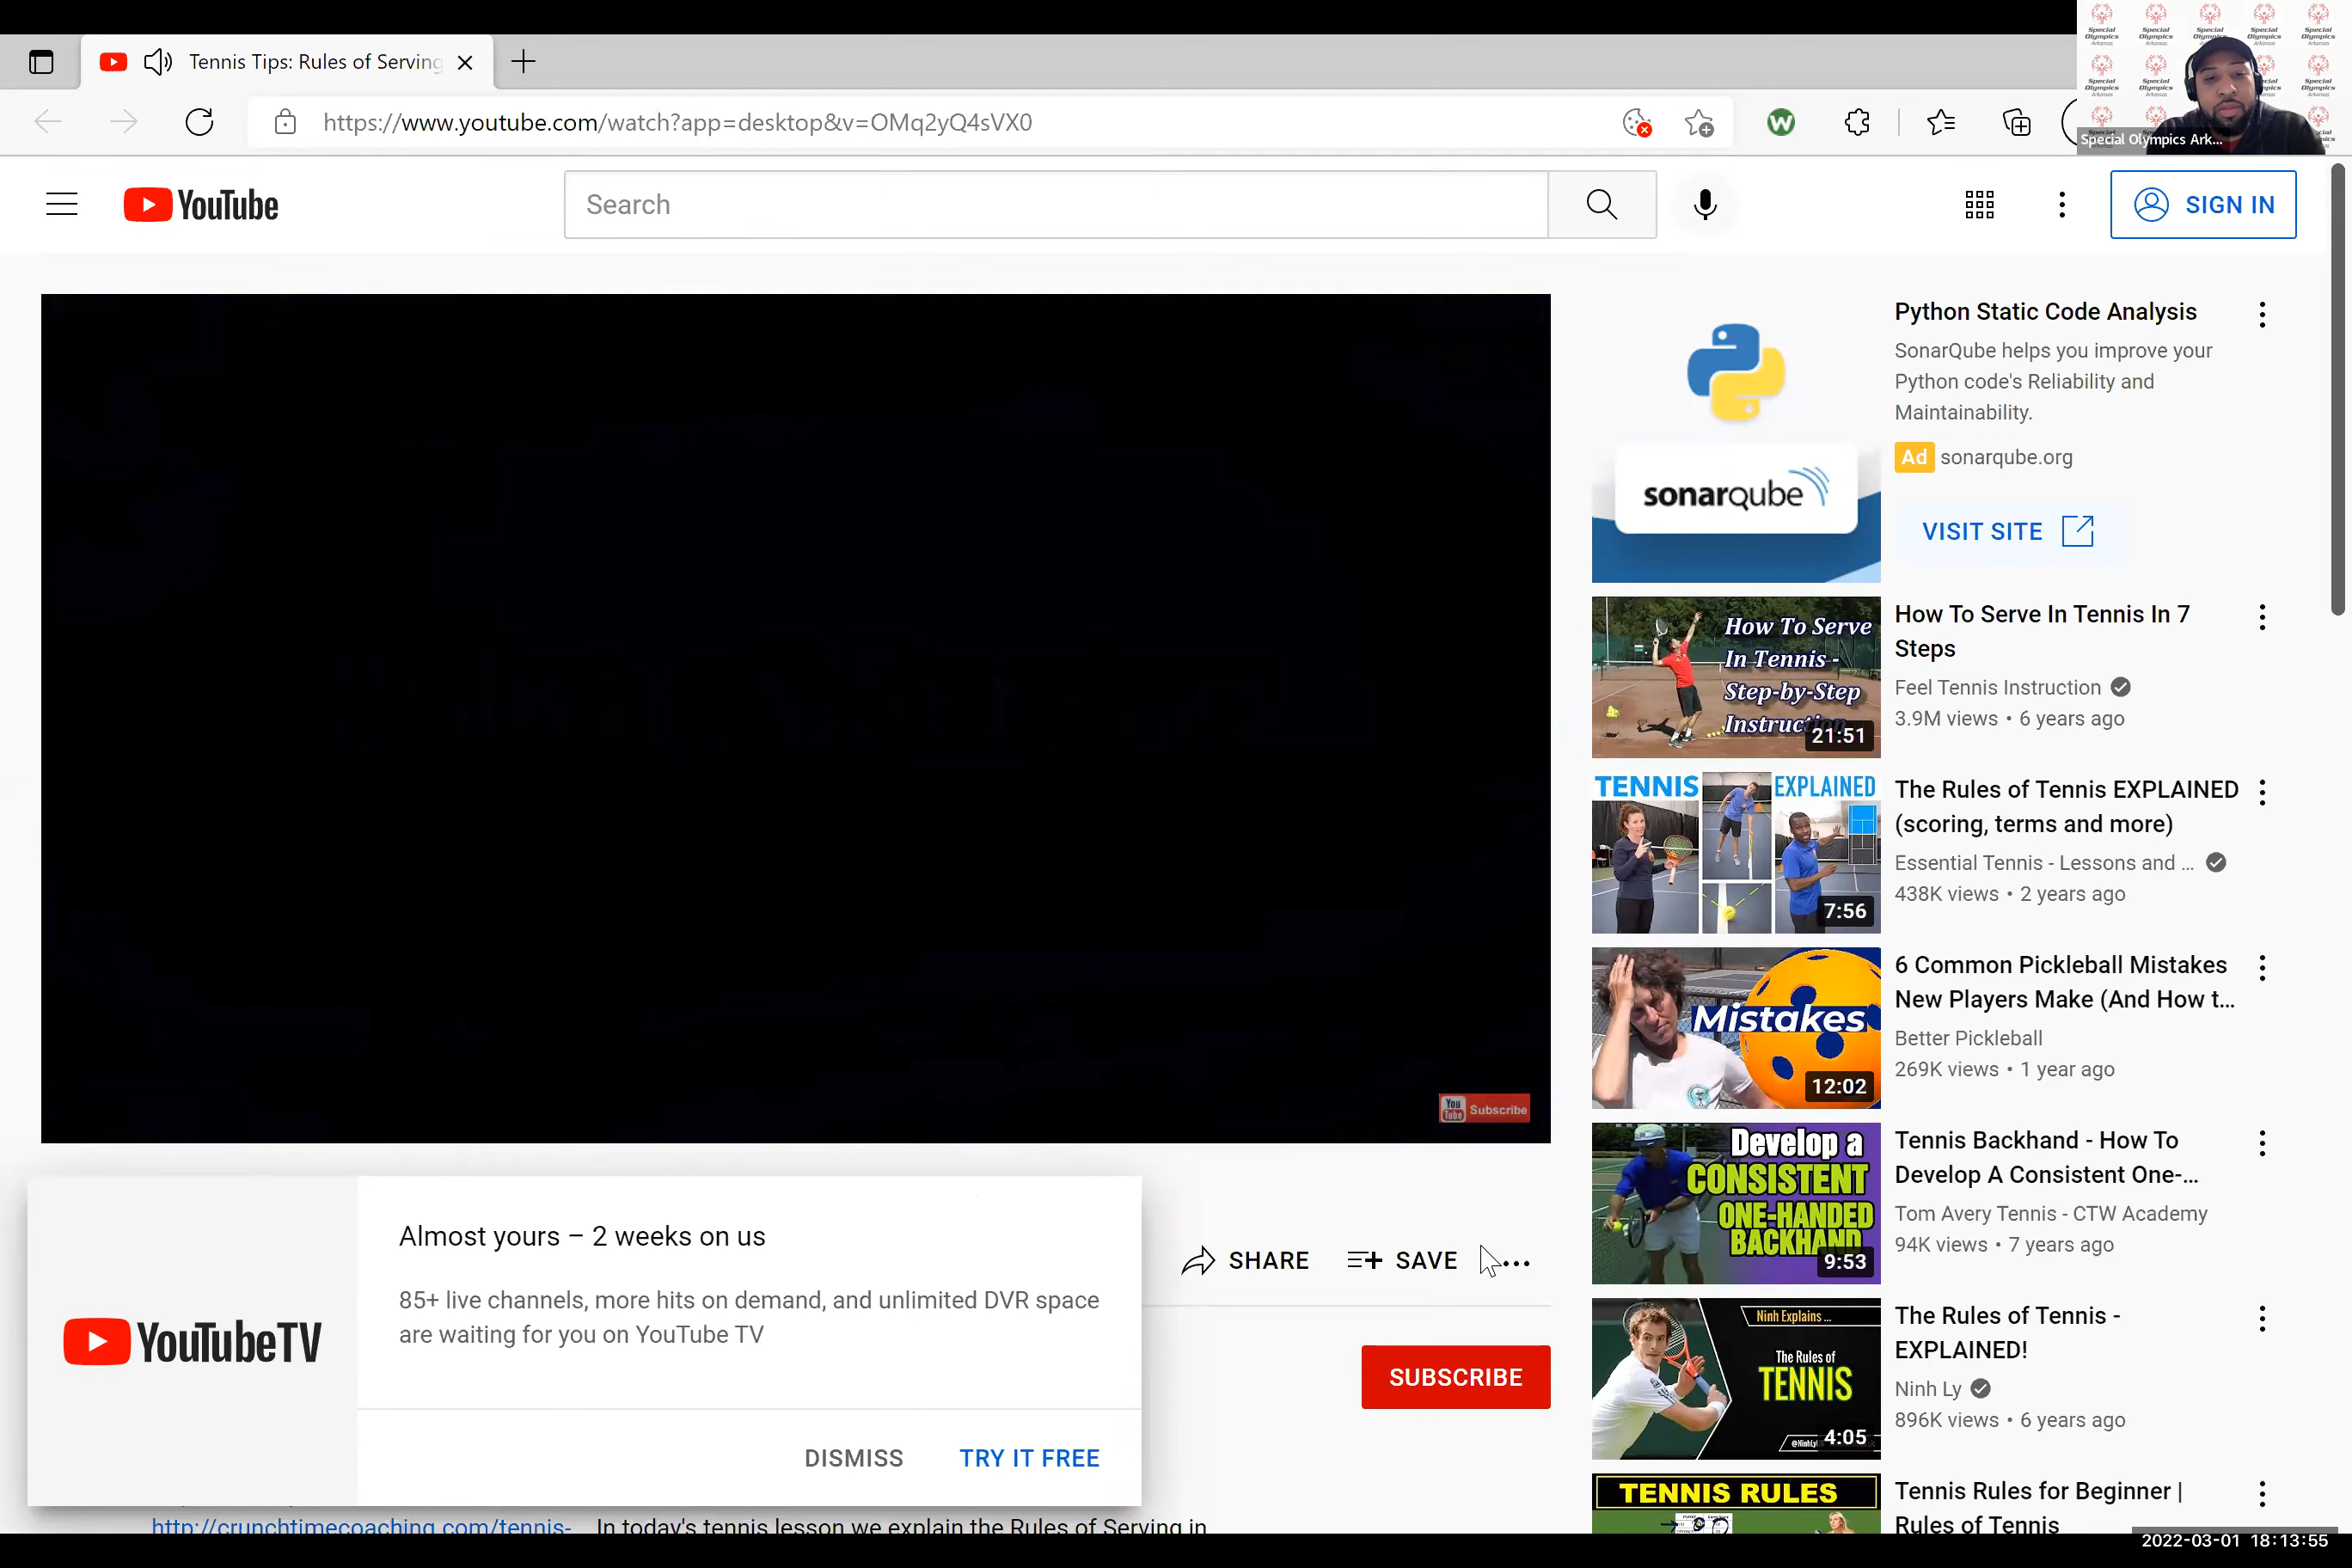 Tennis Tips: Rules of Serving
https://www.youtube.com/watch?app=desktop&v=OMq2yQ4sVX0
Special Olympics Ark...
YouTube
Search
SIGN IN
You Tube Subscribe
Python Static Code Analysis
SonarQube helps you improve your
Python code's Reliability and
Maintainability.
Ad sonarqube.org
VISIT SITE
sonarqube
How To Serve
In Tennis -
Step-by-Step
21:51
How To Serve In Tennis In 7
Steps
Feel Tennis Instruction
3.9M views • 6 years ago
TENNIS EXPLAINED
7:56
The Rules of Tennis EXPLAINED
(scoring, terms and more)
Essential Tennis - Lessons and ...
438K views • 2 years ago
Mistakes
12:02
6 Common Pickleball Mistakes
New Players Make (And How t...
Better Pickleball
269K views • 1 year ago
Develop a
CONSISTENT
ONE-HANDED
BACKHAND
9:53
Tennis Backhand - How To
Develop A Consistent One-...
Tom Avery Tennis - CTW Academy
94K views • 7 years ago
Ninh Explains ...
The Rules of
TENNIS
4:05
The Rules of Tennis -
EXPLAINED!
Ninh Ly
896K views • 6 years ago
TENNIS RULES
Tennis Rules for Beginner |
Rules of Tennis
SHARE SAVE
SUBSCRIBE
YouTubeTV
Almost yours – 2 weeks on us
85+ live channels, more hits on demand, and unlimited DVR space
are waiting for you on YouTube TV
DISMISS TRY IT FREE
http://crunchtimecoaching.com/tennis-
In today's tennis lesson we explain the Rules of Serving in
2022-03-01 18:13:55